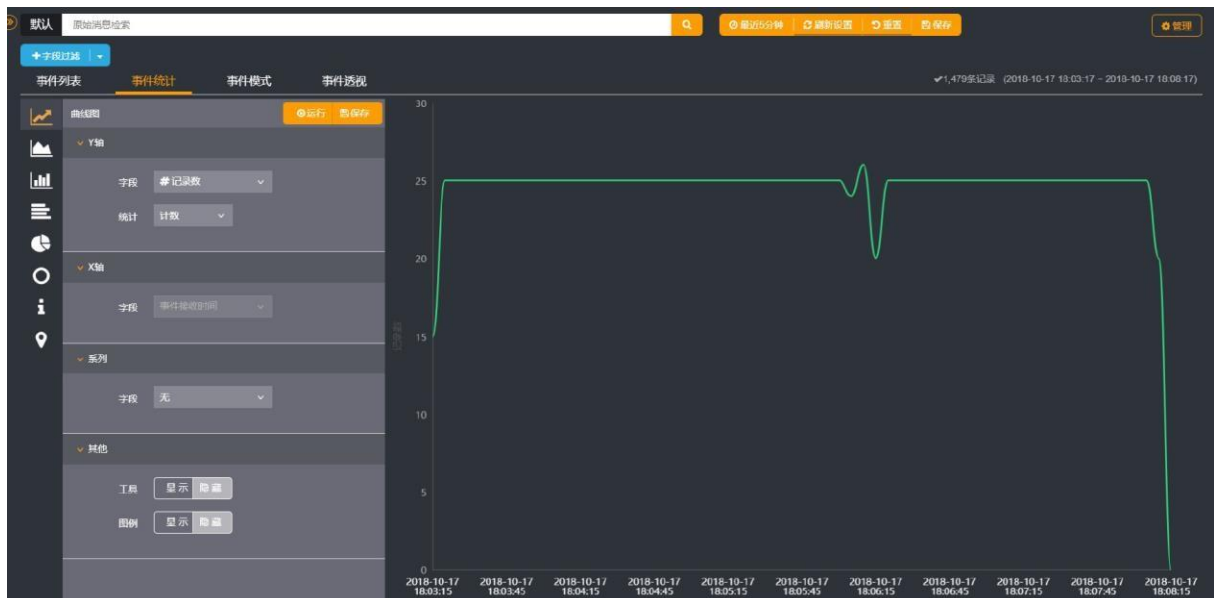 默认 原始消息检索 最近5分钟 刷新设置 重置 保存 管理
+字段过滤
事件列表 事件统计 事件模式 事件透视 ✔1,479条记录 (2018-10-17 18:03:17 ~ 2018-10-17 18:08:17)
曲线图 运行 保存
Y轴
字段 #记录数
统计 计数
X轴
字段 事件接收时间
系列
字段 无
其他
工具 显示 隐藏
图例 显示 隐藏
30
25
20
15
10
5
0
记录数
2018-10-17 2018-10-17 2018-10-17 2018-10-17 2018-10-17 2018-10-17 2018-10-17 2018-10-17 2018-10-17 2018-10-17 2018-10-17
18:03:15 18:03:45 18:04:15 18:04:45 18:05:15 18:05:45 18:06:15 18:06:45 18:07:15 18:07:45 18:08:15